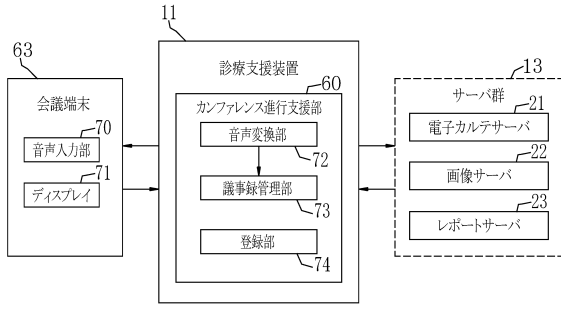 63
会議端末
70
音声入力部
71
ディスプレイ
11
診療支援装置
60
カンファレンス進行支援部
音声変換部
72
議事録管理部
73
登録部
74
13
サーバ群
21
電子カルテサーバ
22
画像サーバ
23
レポートサーバ